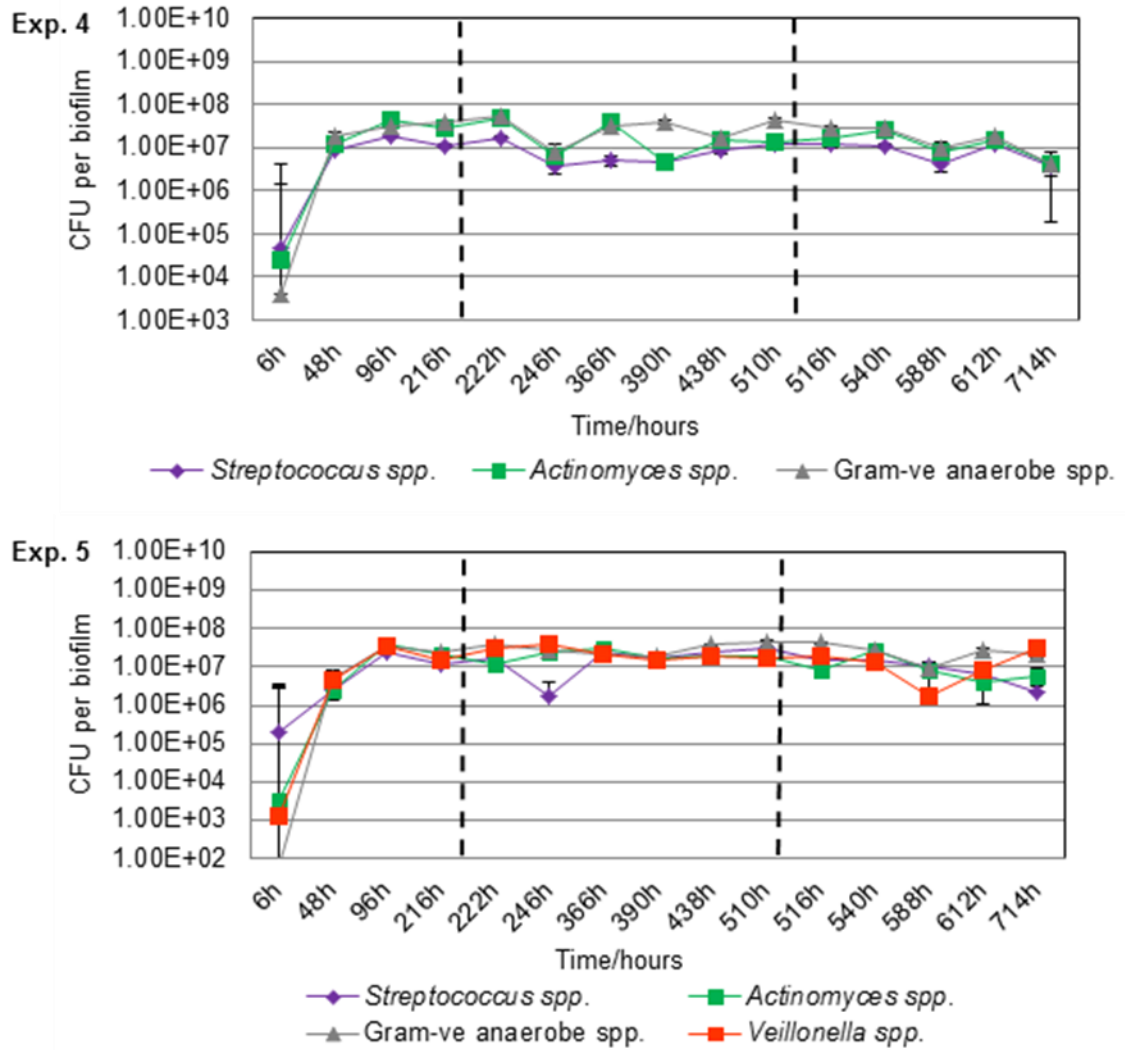 Exp. 4
1.00E+10
1.00E+09
1.00E+08
1.00E+07
1.00E+06
1.00E+05
1.00E+04
1.00E+03
CFU per biofilm
6h 48h 96h 216h 222h 246h 366h 390h 438h 510h 516h 540h 588h 612h 714h
Time/hours
Streptococcus spp. Actinomyces spp. Gram-ve anaerobe spp.
Exp. 5
1.00E+10
1.00E+09
1.00E+08
1.00E+07
1.00E+06
1.00E+05
1.00E+04
1.00E+03
1.00E+02
CFU per biofilm
6h 48h 96h 216h 222h 246h 366h 390h 438h 510h 516h 540h 588h 612h 714h
Time/hours
Streptococcus spp. Actinomyces spp.
Gram-ve anaerobe spp. Veillonella spp.